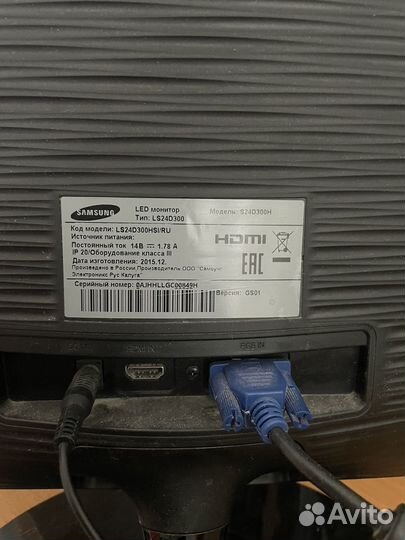 SAMSUNG
LED монитор
Тип: LS24D300
Модель: S24D300H
Код модели: LS24D300HSI/RU
Источник питания:
Постоянный ток 14В 1.78 А
IP 20/Оборудование класса III
Дата изготовления: 2015.12.
Произведено в России Производитель ООО "Самсунг
Электроникс Рус Калуга"
HDMI
EAC
Серийный номер: 0AJHHLLGC00849H
Версия: GS01
HDMI IN
RGB IN
Avito